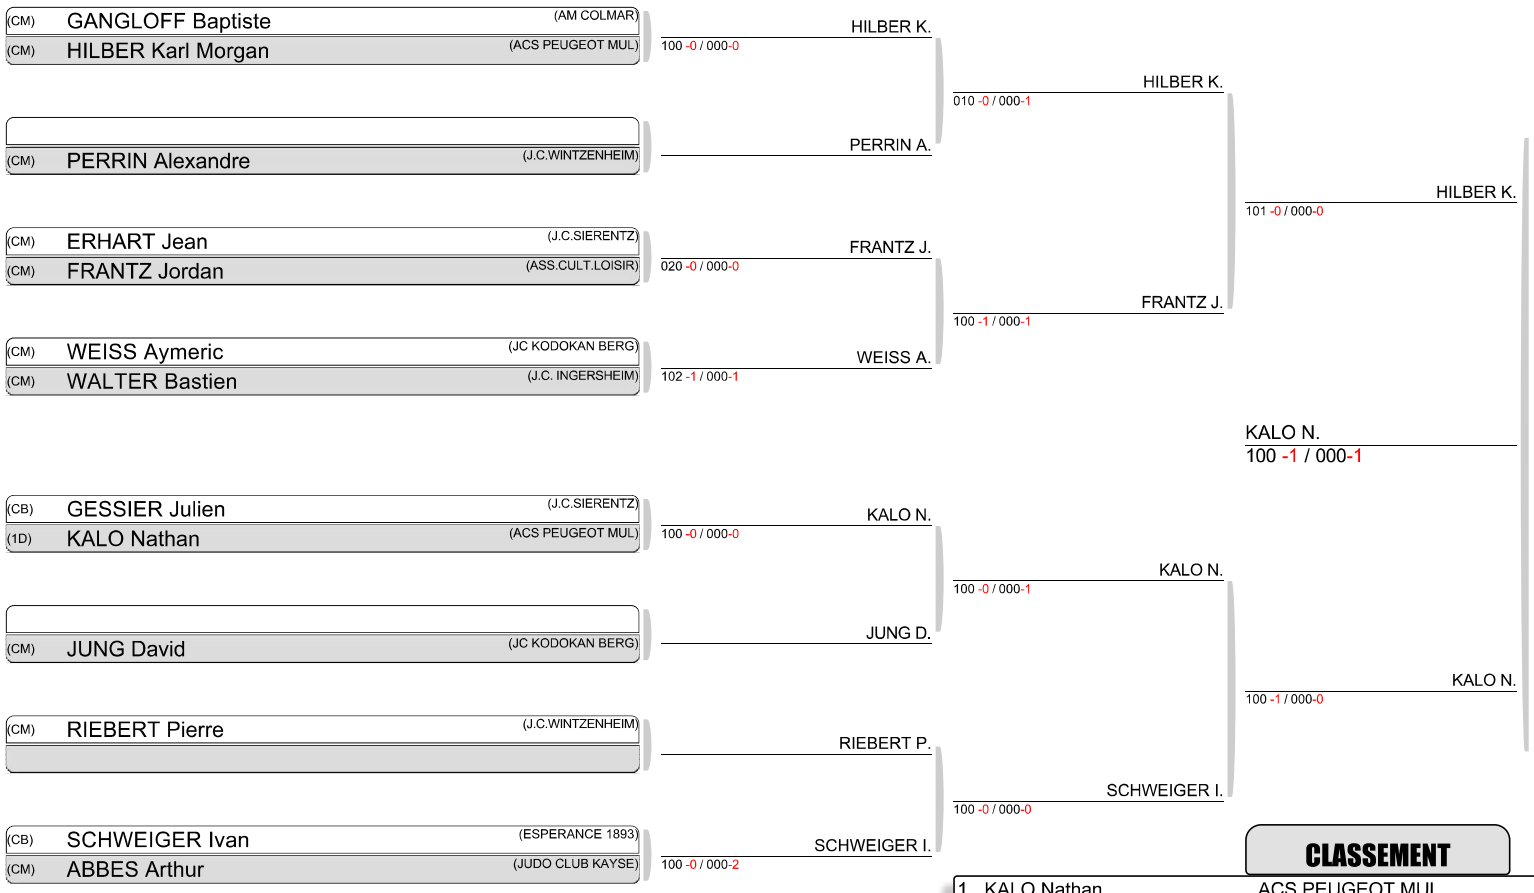 (CM) GANGLOFF Baptiste (AM COLMAR)
(CM) HILBER Karl Morgan (ACS PEUGEOT MUL)
(CM) PERRIN Alexandre (J.C.WINTZENHEIM)
(CM) ERHART Jean (J.C.SIERENTZ)
(CM) FRANTZ Jordan (ASS.CULT.LOISIR)
(CM) WEISS Aymeric (JC KODOKAN BERG)
(CM) WALTER Bastien (J.C. INGERSHEIM)
(CB) GESSIER Julien (J.C.SIERENTZ)
(1D) KALO Nathan (ACS PEUGEOT MUL)
(CM) JUNG David (JC KODOKAN BERG)
(CM) RIEBERT Pierre (J.C.WINTZENHEIM)
(CB) SCHWEIGER Ivan (ESPERANCE 1893)
(CM) ABBES Arthur (JUDO CLUB KAYSE)
HILBER K.
100 -0 / 000-0
PERRIN A.
FRANTZ J.
020 -0 / 000-0
WEISS A.
102 -1 / 000-1
KALO N.
100 -0 / 000-0
JUNG D.
RIEBERT P.
SCHWEIGER I.
100 -0 / 000-2
HILBER K.
010 -0 / 000-1
FRANTZ J.
100 -1 / 000-1
KALO N.
100 -0 / 000-1
SCHWEIGER I.
100 -0 / 000-0
HILBER K.
101 -0 / 000-0
KALO N.
100 -1 / 000-1
KALO N.
100 -1 / 000-0
CLASSEMENT
1 KALO Nathan ACS PEUGEOT MUL